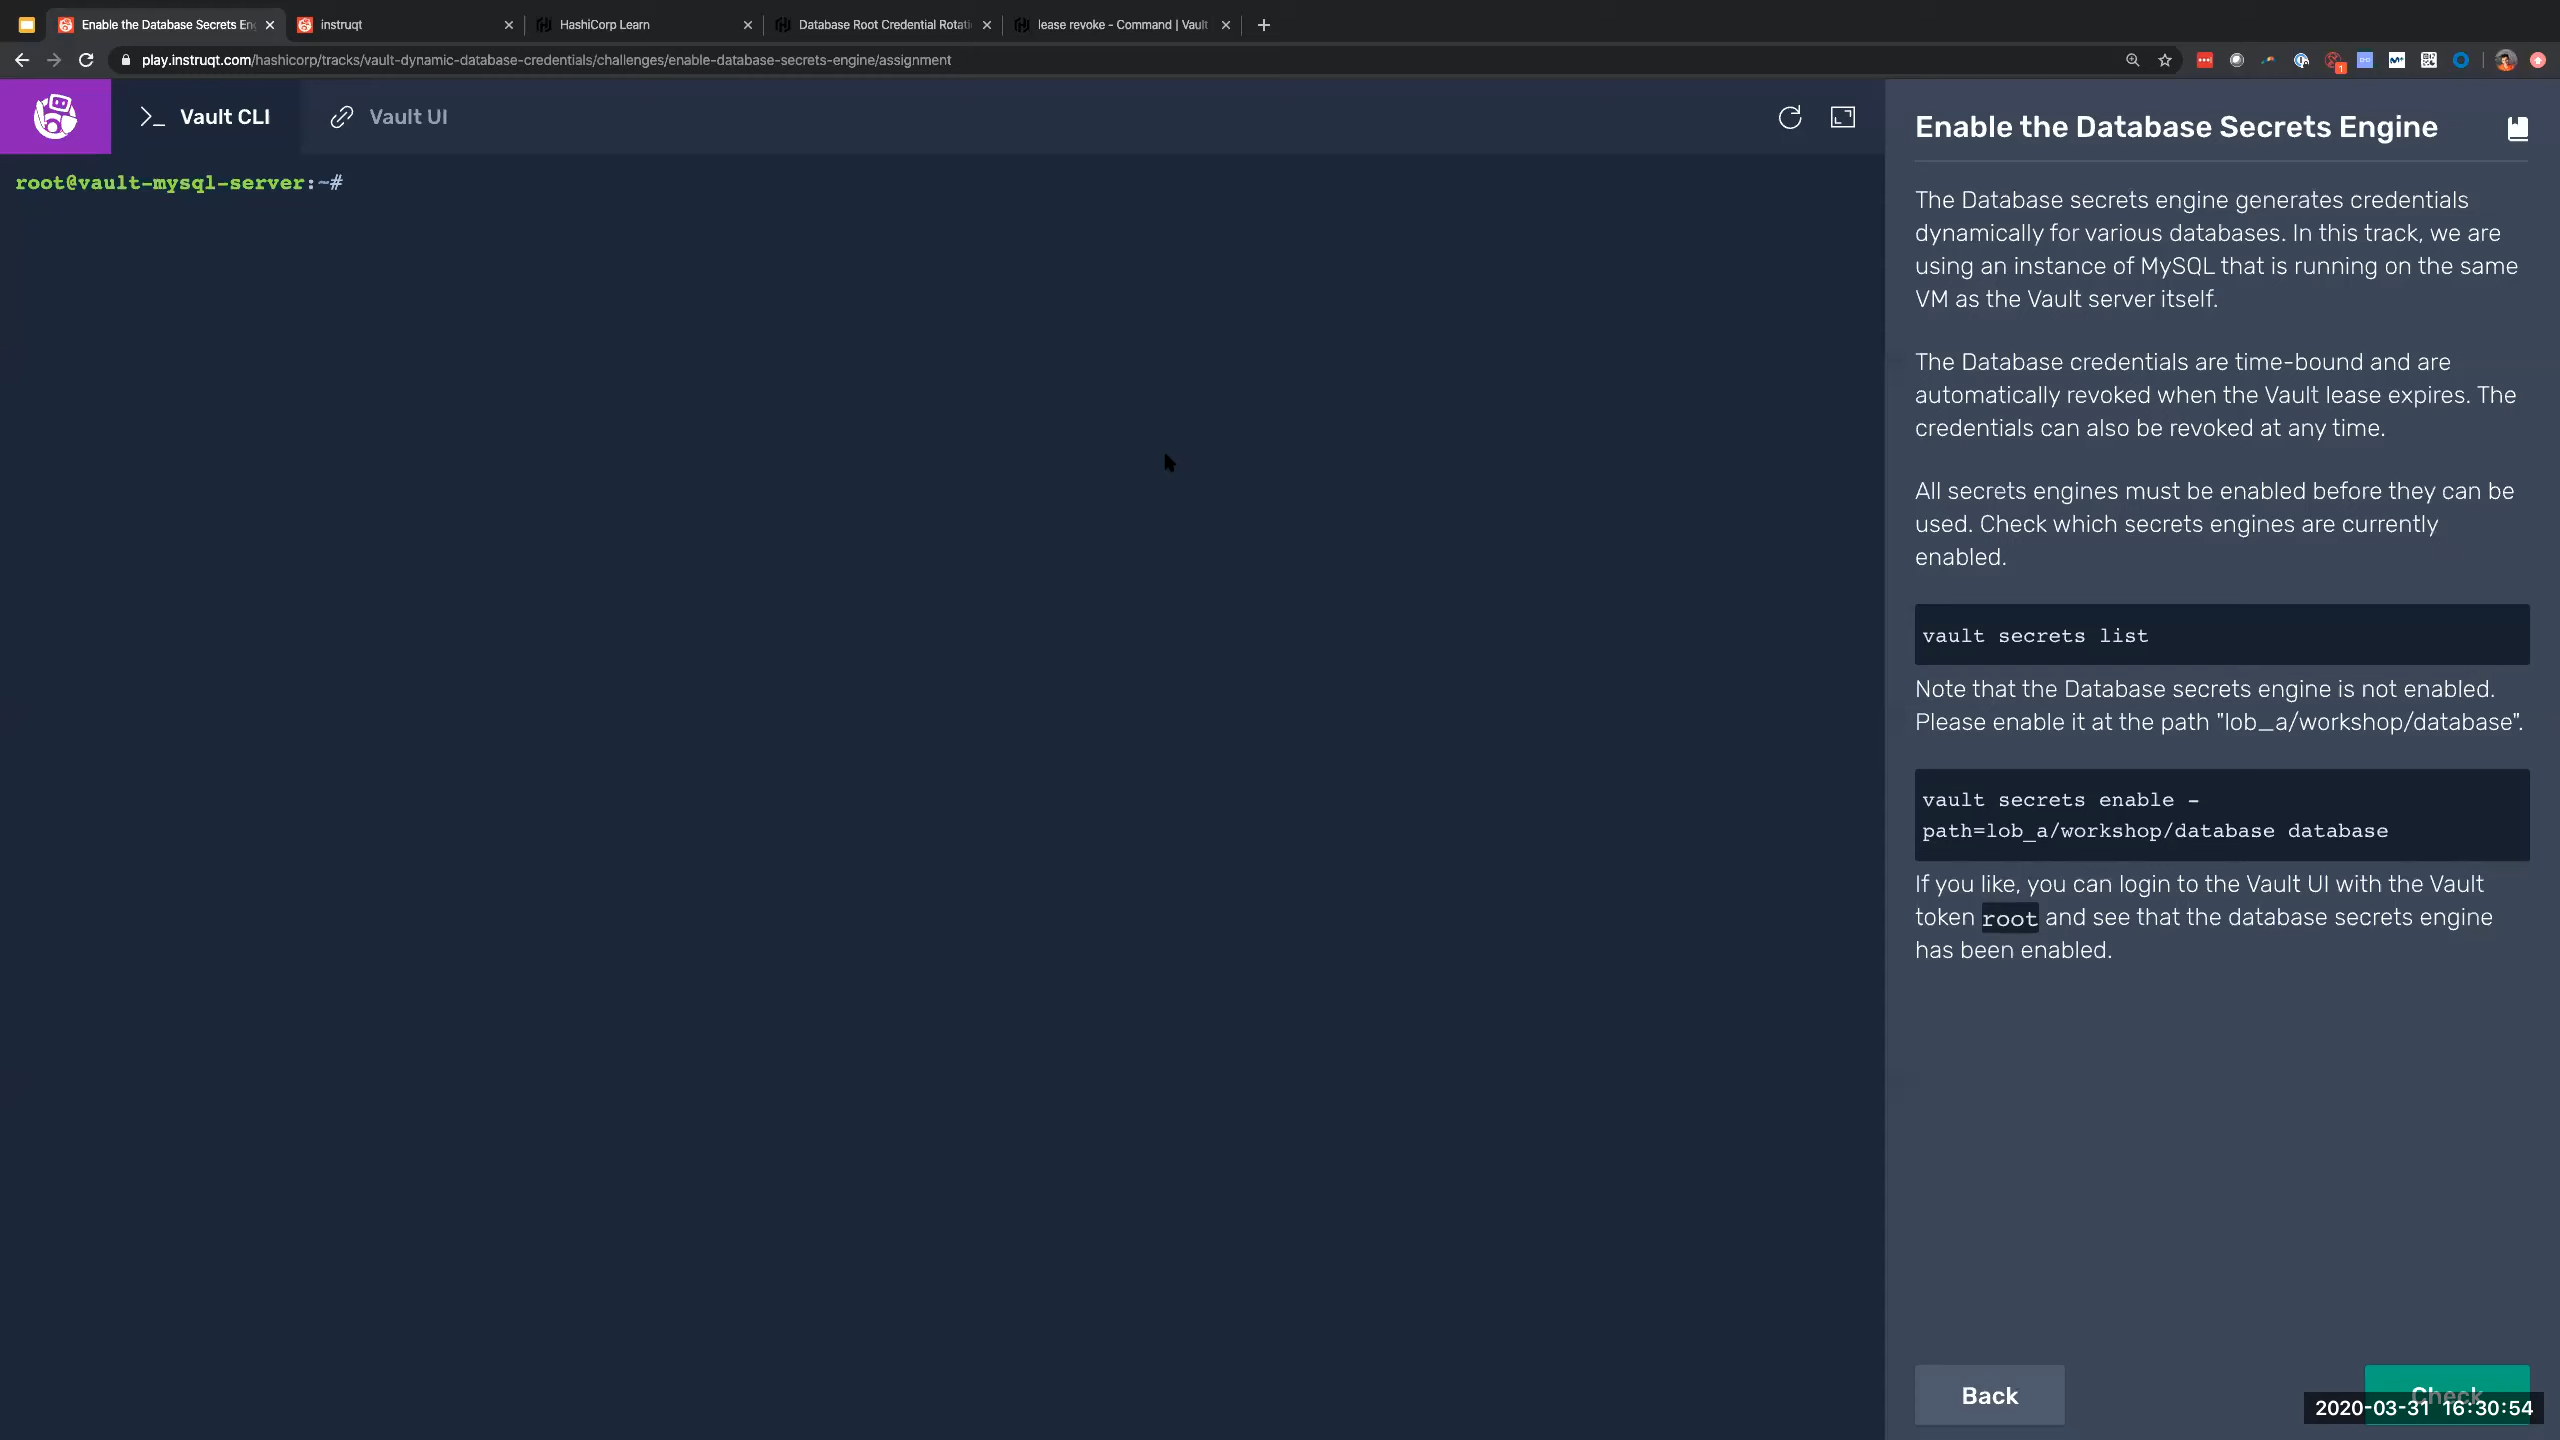 Enable the Database Secrets En
instruqt
HashiCorp Learn
Database Root Credential Rotati
lease revoke - Command | Vault
play.instruqt.com/hashicorp/tracks/vault-dynamic-database-credentials/challenges/enable-database-secrets-engine/assignment
Vault CLI
Vault UI
root@vault-mysql-server:~#
Enable the Database Secrets Engine
The Database secrets engine generates credentials
dynamically for various databases. In this track, we are
using an instance of MySQL that is running on the same
VM as the Vault server itself.
The Database credentials are time-bound and are
automatically revoked when the Vault lease expires. The
credentials can also be revoked at any time.
All secrets engines must be enabled before they can be
used. Check which secrets engines are currently
enabled.
vault secrets list
Note that the Database secrets engine is not enabled.
Please enable it at the path "lob_a/workshop/database".
vault secrets enable -
path=lob_a/workshop/database database
If you like, you can login to the Vault UI with the Vault
token root and see that the database secrets engine
has been enabled.
Back
Check
2020-03-31 16:30:54